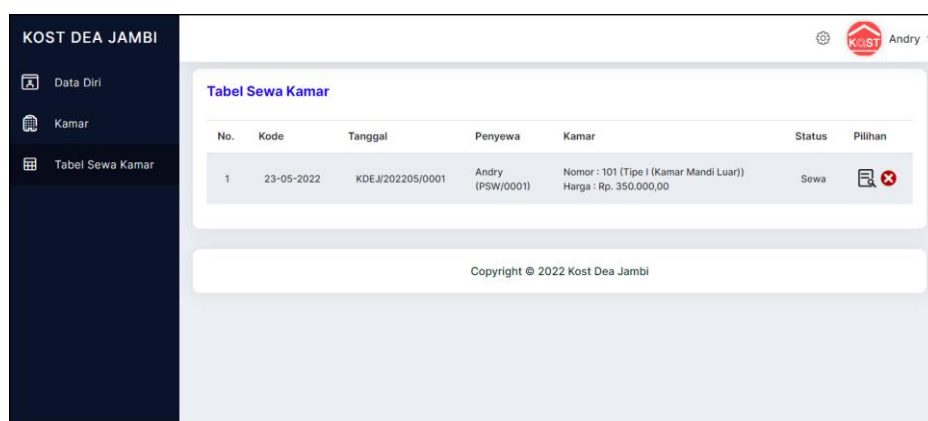 KOST DEA JAMBI
KOST
Andry
Data Diri
Kamar
Tabel Sewa Kamar
Tabel Sewa Kamar
No. Kode Tanggal Penyewa Kamar Status Pilihan
1 23-05-2022 KDEJ/202205/0001 Andry (PSW/0001) Nomor : 101 (Tipe I (Kamar Mandi Luar)) Harga : Rp. 350.000,00 Sewa
Copyright © 2022 Kost Dea Jambi